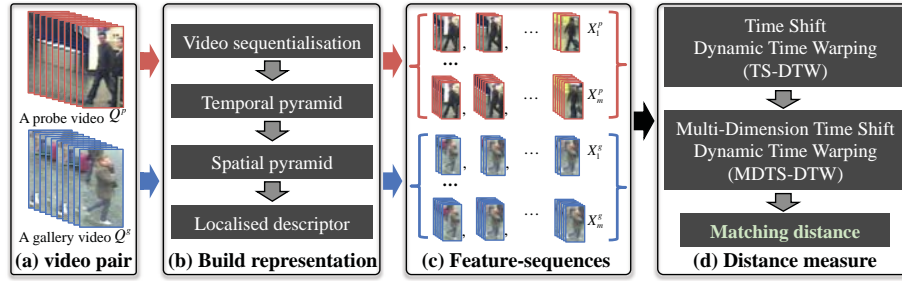 A probe video Q^p
A gallery video Q^g
(a) video pair
Video sequentialisation
Temporal pyramid
Spatial pyramid
Localised descriptor
(b) Build representation
, , ... X_1^p
...
, , ... X_m^p
, , ... X_1^g
...
, , ... X_m^g
(c) Feature-sequences
Time Shift
Dynamic Time Warping
(TS-DTW)
Multi-Dimension Time Shift
Dynamic Time Warping
(MDTS-DTW)
Matching distance
(d) Distance measure